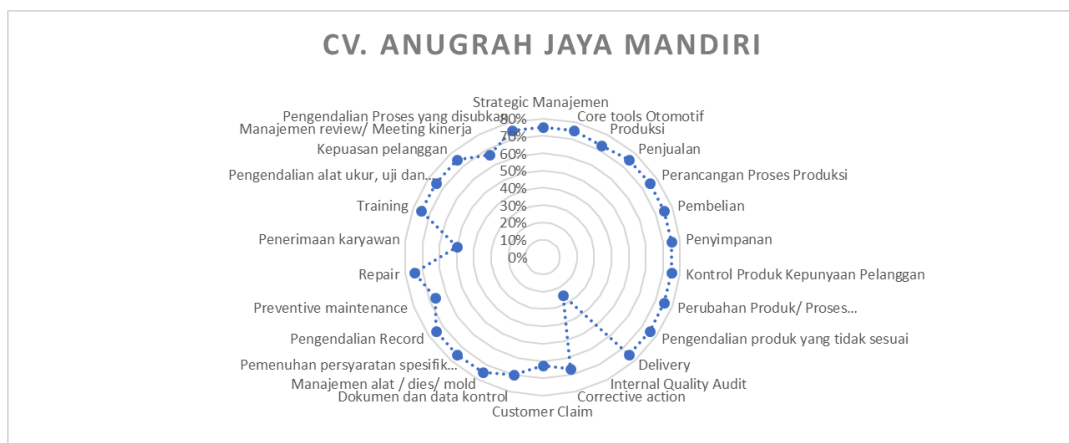 CV. ANUGRAH JAYA MANDIRI
Strategic Manajemen
Core tools Otomotif
Produksi
Penjualan
Perancangan Proses Produksi
Pembelian
Penyimpanan
Kontrol Produk Kepunyaan Pelanggan
Perubahan Produk/ Proses...
Pengendalian produk yang tidak sesuai
Delivery
Internal Quality Audit
Corrective action
Customer Claim
Dokumen dan data kontrol
Manajemen alat / dies/ mold
Pemenuhan persyaratan spesifik...
Pengendalian Record
Preventive maintenance
Repair
Penerimaan karyawan
Training
Pengendalian alat ukur, uji dan...
Kepuasan pelanggan
Manajemen review/ Meeting kinerja
Pengendalian Proses yang disubkan
80%
70%
60%
50%
40%
30%
20%
10%
0%